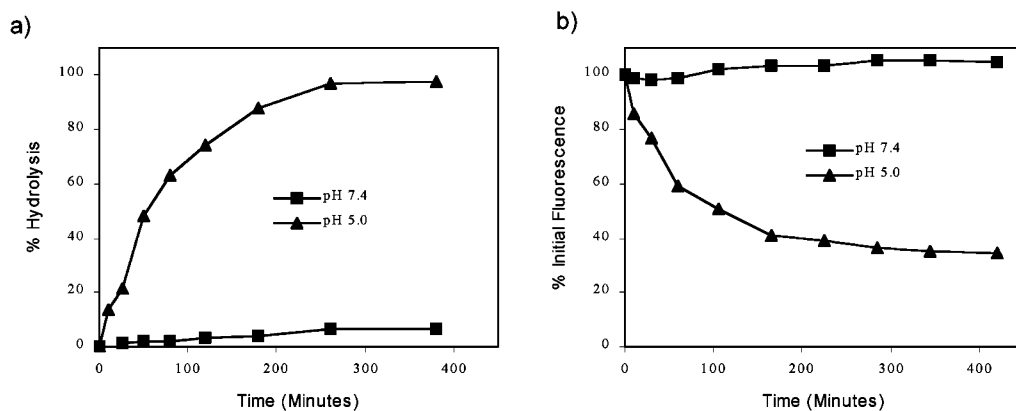 a)
100
80
60
40
20
0
% Hydrolysis
pH 7.4
pH 5.0
0 100 200 300 400
Time (Minutes)
b)
100
80
60
40
20
0
% Initial Fluorescence
pH 7.4
pH 5.0
0 100 200 300 400
Time (Minutes)